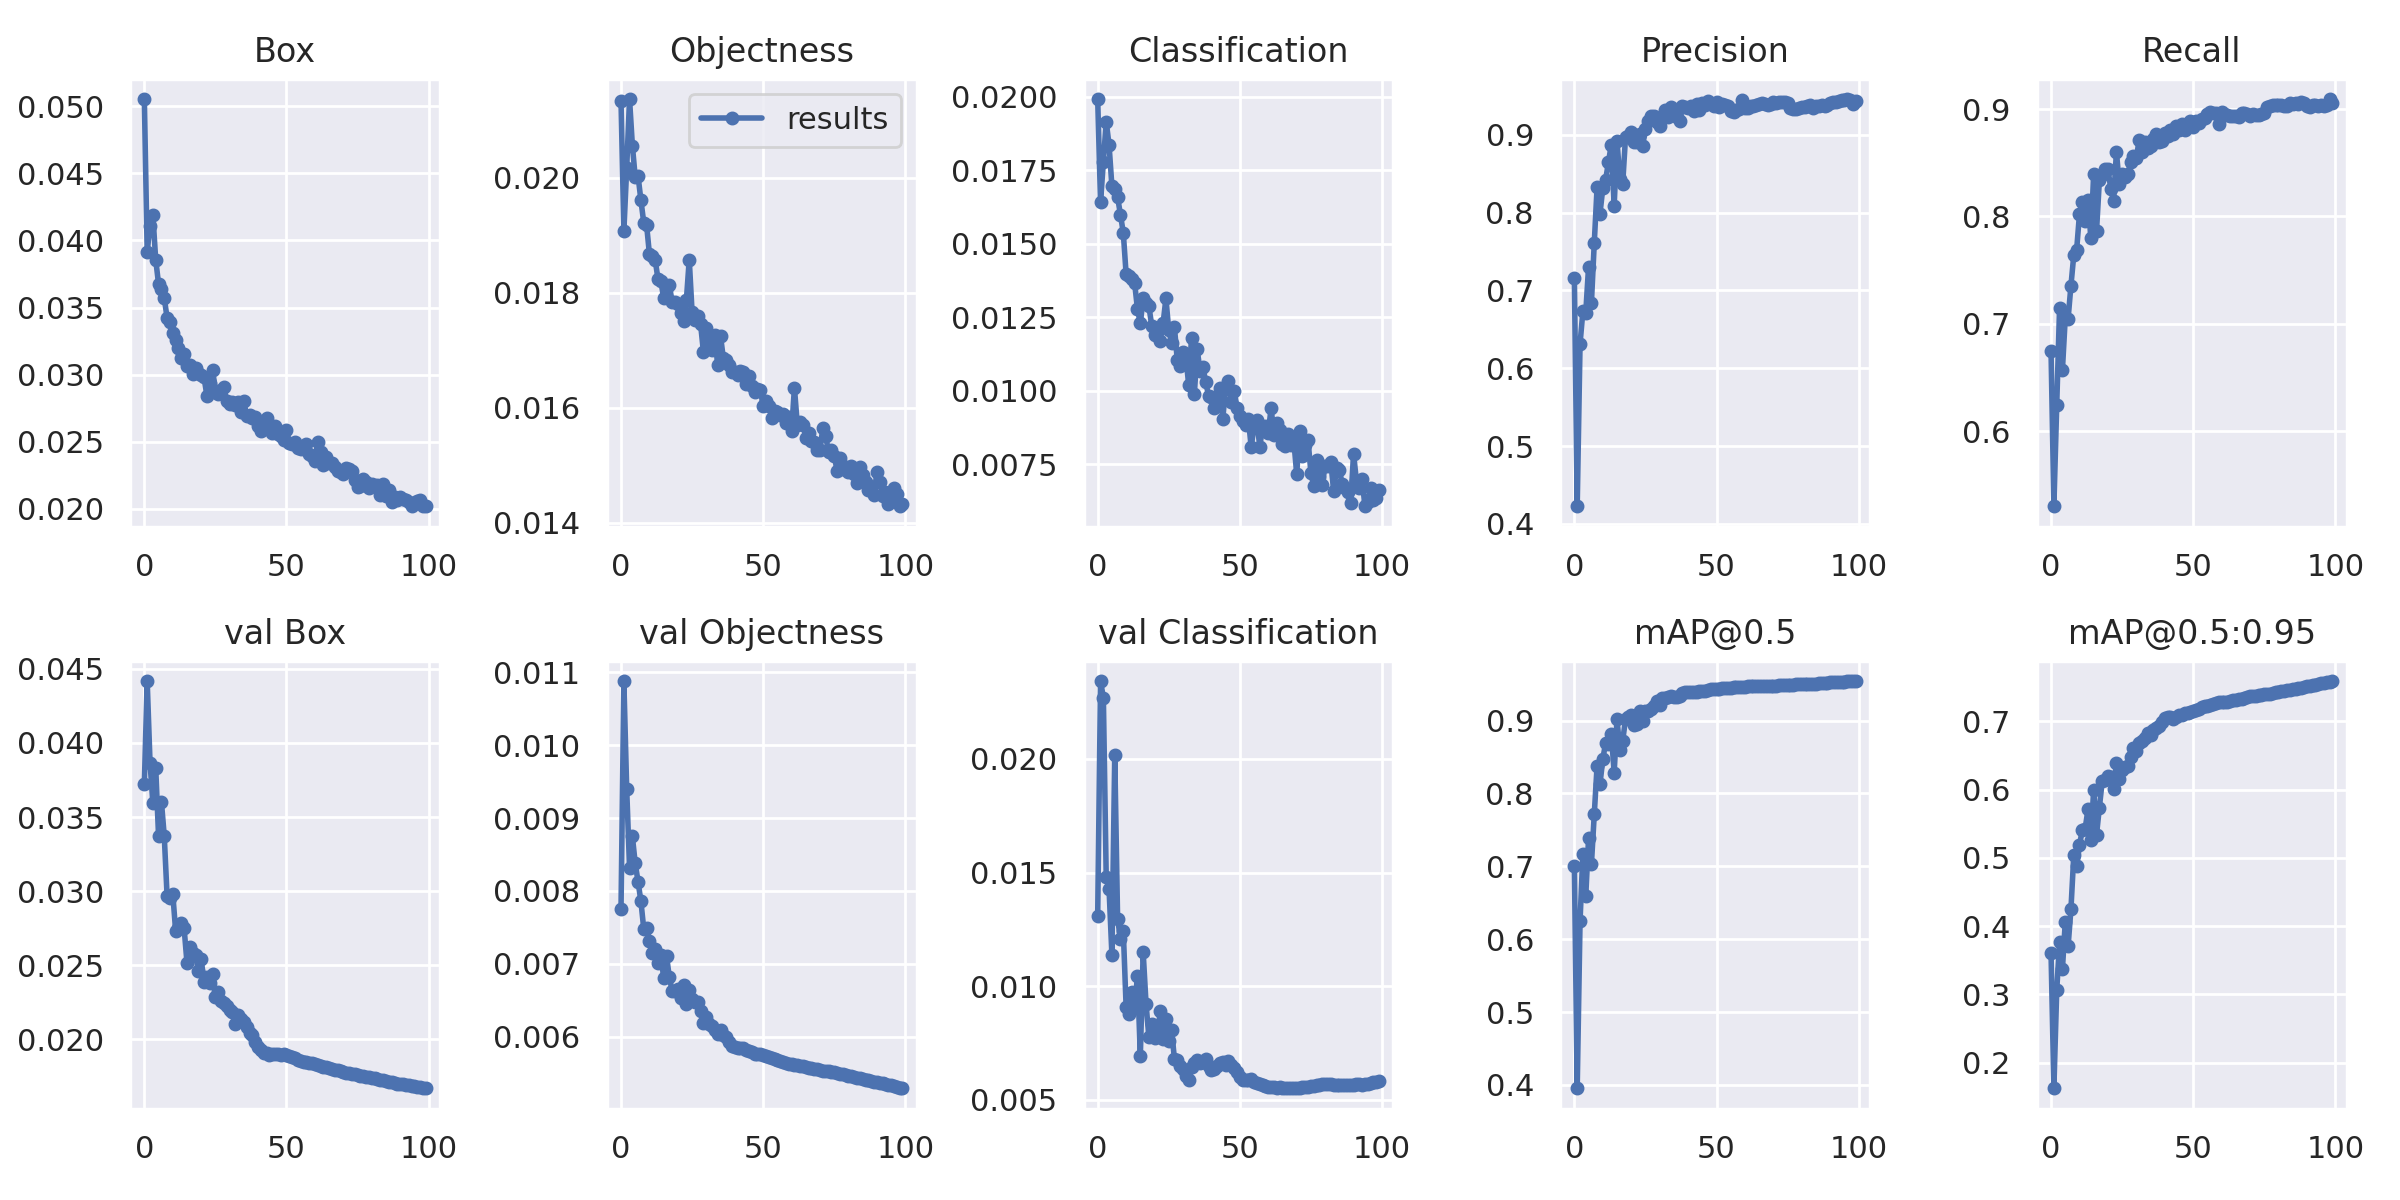 Box
Objectness
Classification
Precision
Recall
0.050
0.045
0.040
0.035
0.030
0.025
0.020
0 50 100
results
0.020
0.018
0.016
0.014
0 50 100
0.0200
0.0175
0.0150
0.0125
0.0100
0.0075
0 50 100
0.9
0.8
0.7
0.6
0.5
0.4
0 50 100
0.9
0.8
0.7
0.6
0 50 100
val Box
val Objectness
val Classification
mAP@0.5
mAP@0.5:0.95
0.045
0.040
0.035
0.030
0.025
0.020
0 50 100
0.011
0.010
0.009
0.008
0.007
0.006
0 50 100
0.020
0.015
0.010
0.005
0 50 100
0.9
0.8
0.7
0.6
0.5
0.4
0 50 100
0.7
0.6
0.5
0.4
0.3
0.2
0 50 100